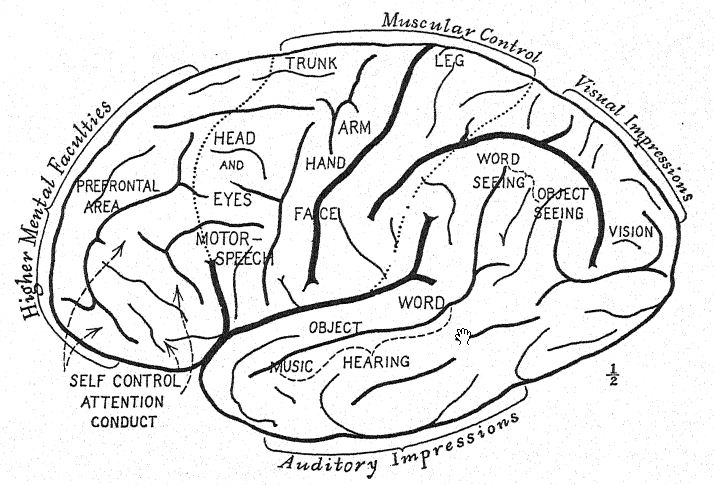 Muscular Control
TRUNK
LEG
Visual Impressions
Higher Mental Faculties
HEAD
AND
EYES
ARM
HAND
WORD
SEEING
OBJECT
SEEING
PREFRONTAL
AREA
FACE
MOTOR-
SPEECH
VISION
WORD
OBJECT
MUSIC
HEARING
SELF CONTROL
ATTENTION
CONDUCT
1/2
Auditory Impressions